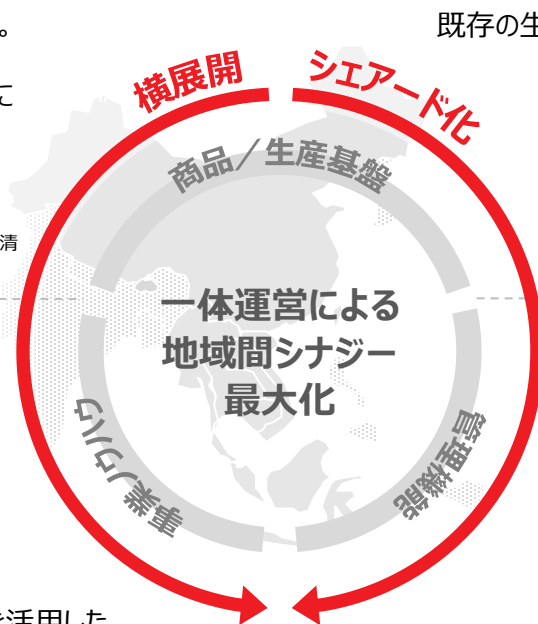 。
既存の生
に
横展開
シェアード化
商品／生産基盤
清
一体運営による
地域間シナジー
最大化
事業ノウハウ
管理機能
を活用した